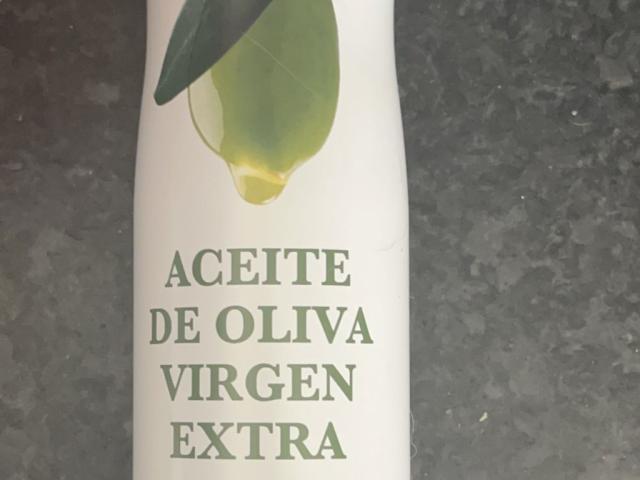 ACEITE
DE OLIVA
VIRGEN
EXTRA